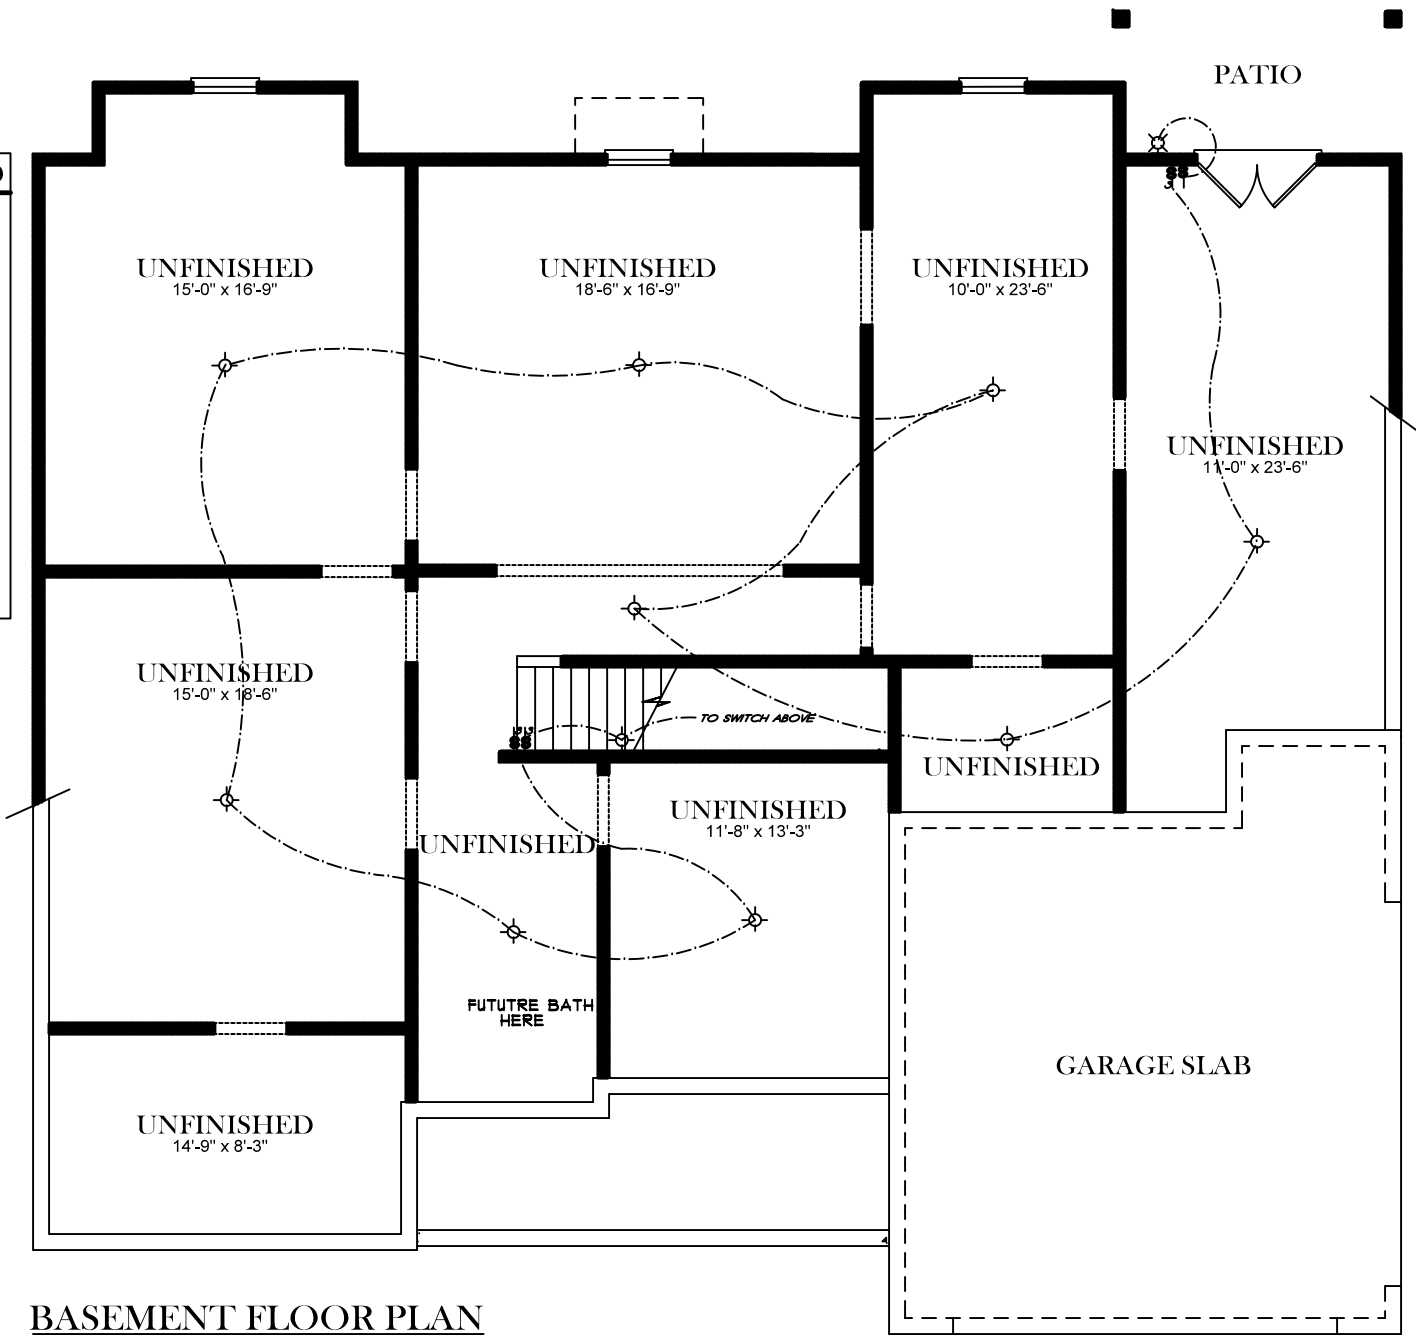 PATIO
UNFINISHED
15'-0" x 16'-9"
UNFINISHED
18'-6" x 16'-9"
UNFINISHED
10'-0" x 23'-6"
UNFINISHED
11'-0" x 23'-6"
UNFINISHED
15'-0" x 18'-6"
TO SWITCH ABOVE
UNFINISHED
UNFINISHED
11'-8" x 13'-3"
UNFINISHED
FUTUTRE BATH
HERE
GARAGE SLAB
UNFINISHED
14'-9" x 8'-3"
BASEMENT FLOOR PLAN